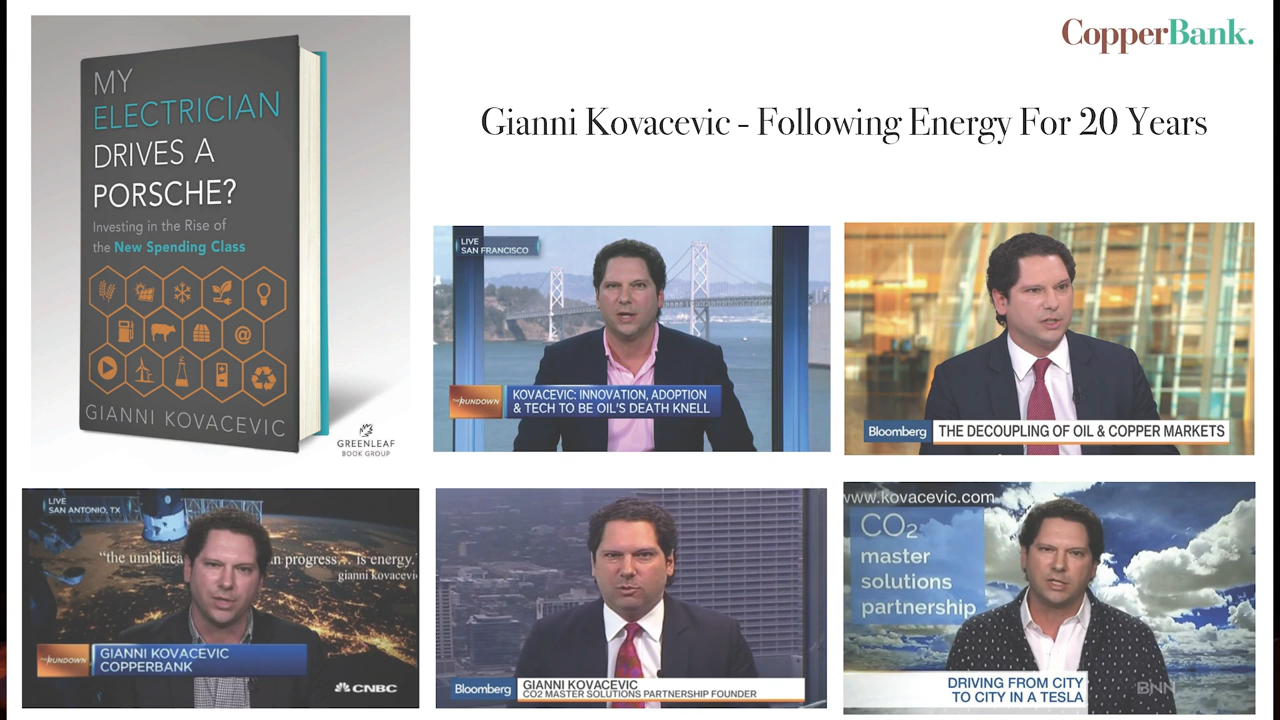 CopperBank.
Gianni Kovacevic - Following Energy For 20 Years
MY
ELECTRICIAN
DRIVES A
PORSCHE?
Investing in the Rise of
the New Spending Class
@
GIANNI KOVACEVIC
GREENLEAF
BOOK GROUP
LIVE
SAN FRANCISCO
THE RUNDOWN
KOVACEVIC: INNOVATION, ADOPTION
& TECH TO BE OIL'S DEATH KNELL
Bloomberg
THE DECOUPLING OF OIL & COPPER MARKETS
LIVE
SAN ANTONIO, TX
“the umbilica n progress… is energy.
gianni kovacevi
THE RUNDOWN
GIANNI KOVACEVIC
COPPERBANK
CNBC
Bloomberg
GIANNI KOVACEVIC
CO2 MASTER SOLUTIONS PARTNERSHIP FOUNDER
www.kovacevic.com
CO2
master
solutions
partnership
DRIVING FROM CITY
TO CITY IN A TESLA
BNN